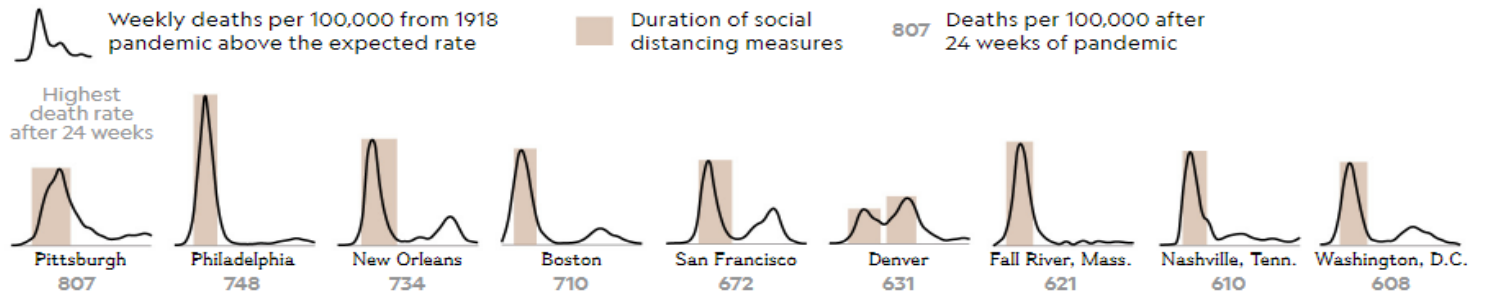 Weekly deaths per 100,000 from 1918
pandemic above the expected rate
Duration of social
distancing measures
807
Deaths per 100,000 after
24 weeks of pandemic
Highest
death rate
after 24 weeks
Pittsburgh
807
Philadelphia
748
New Orleans
734
Boston
710
San Francisco
672
Denver
631
Fall River, Mass.
621
Nashville, Tenn.
610
Washington, D.C.
608